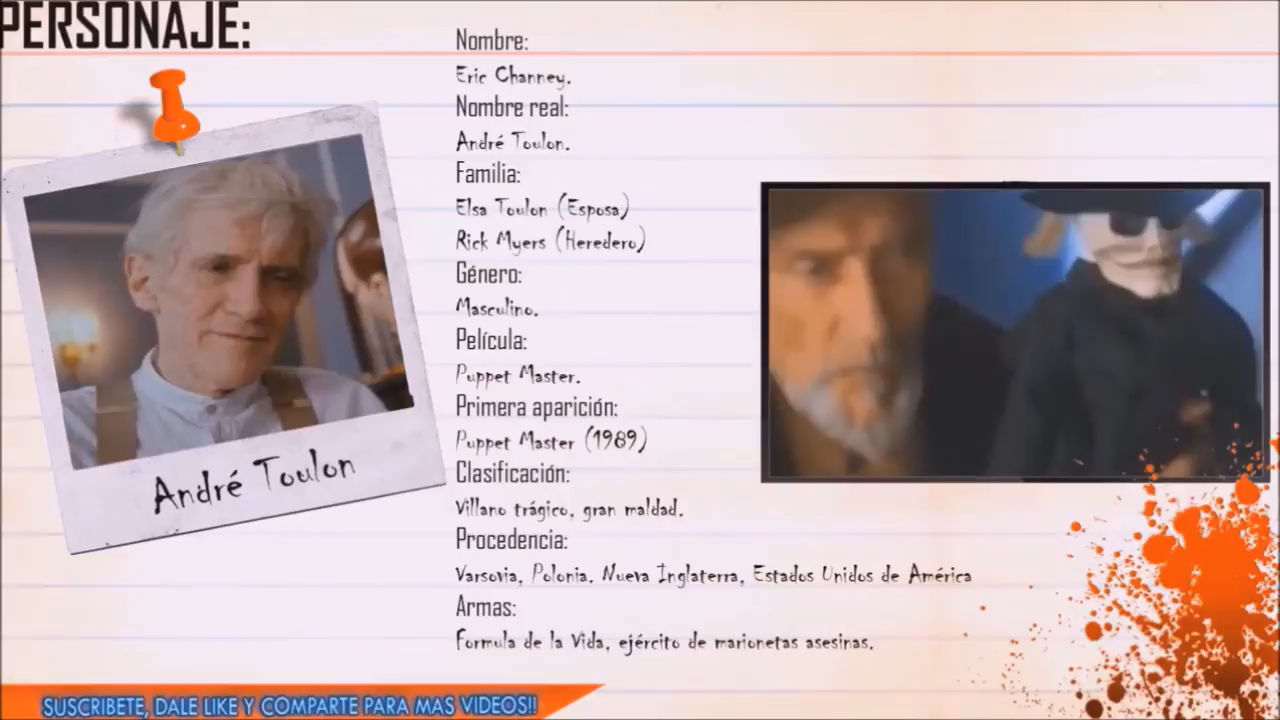 PERSONAJE:
André Toulon
Nombre:
Eric Channey.
Nombre real:
André Toulon.
Familia:
Elsa Toulon (Esposa)
Rick Myers (Heredero)
Género:
Masculino.
Película:
Puppet Master.
Primera aparición:
Puppet Master (1989)
Clasificación:
Villano trágico, gran maldad.
Procedencia:
Varsovia, Polonia. Nueva Inglaterra, Estados Unidos de América
Armas:
Formula de la Vida, ejército de marionetas asesinas.
SUSCRIBETE, DALE LIKE Y COMPARTE PARA MAS VIDEOS!!